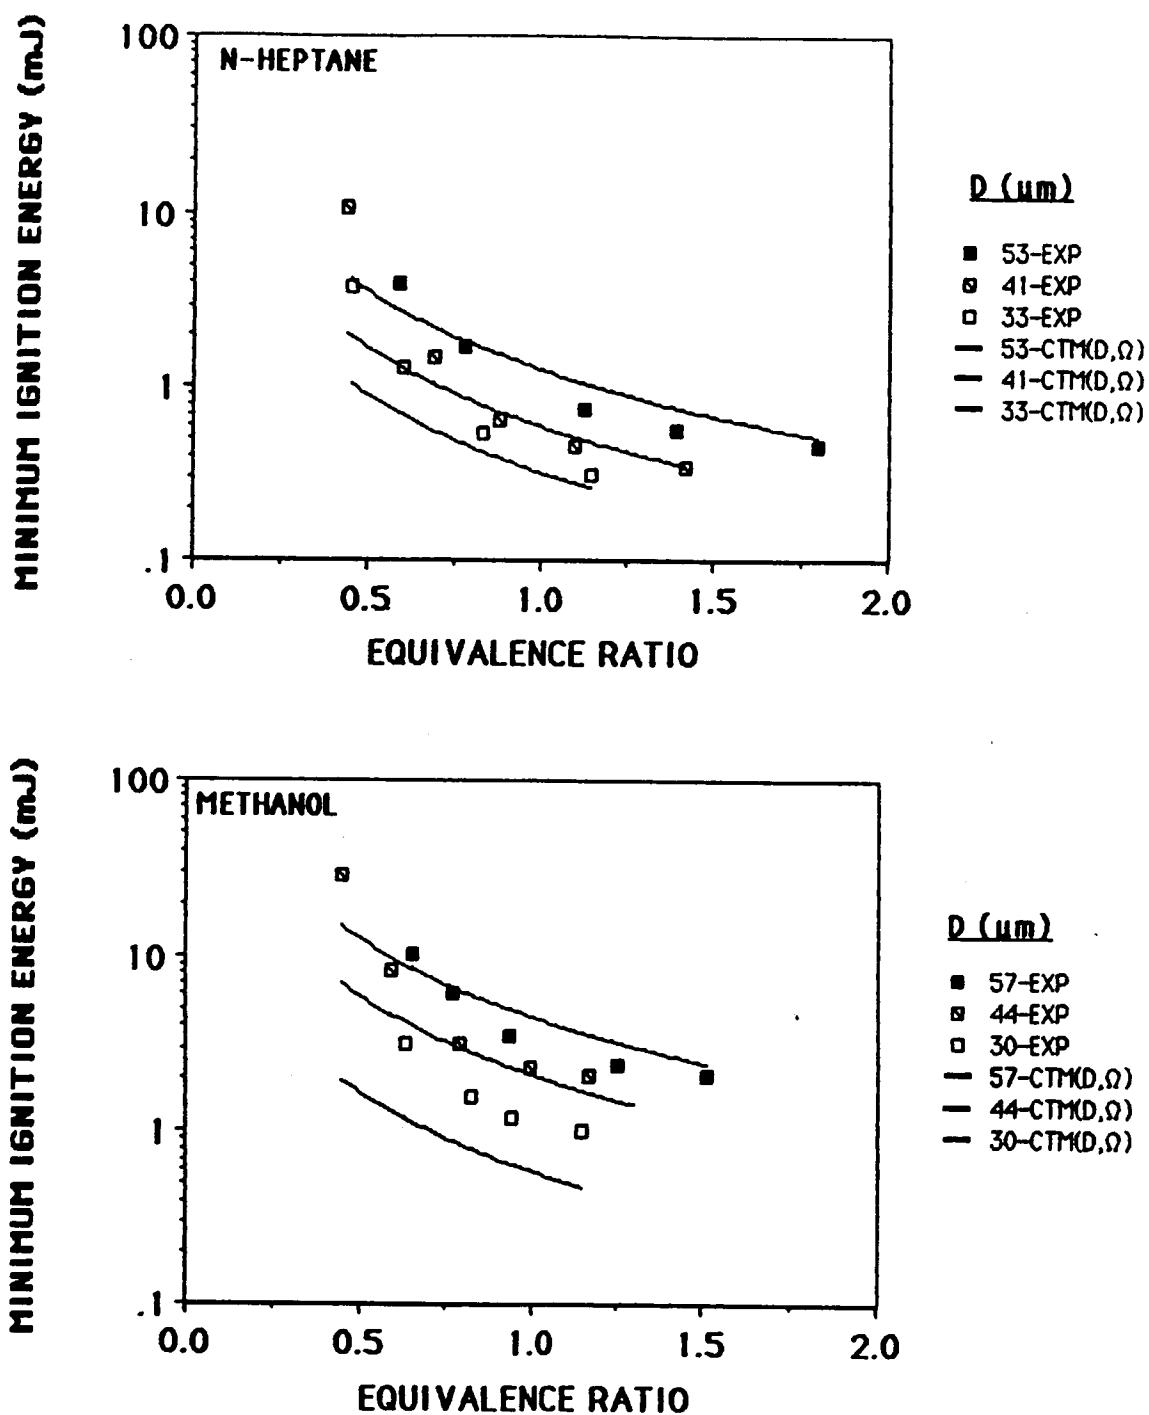 MINIMUM IGNITION ENERGY (mJ)
100
10
1
.1
N-HEPTANE
0.0 0.5 1.0 1.5 2.0
EQUIVALENCE RATIO
D (µm)
53-EXP
41-EXP
33-EXP
53-CTM(D,Ω)
41-CTM(D,Ω)
33-CTM(D,Ω)
MINIMUM IGNITION ENERGY (mJ)
100
10
1
.1
METHANOL
0.0 0.5 1.0 1.5 2.0
EQUIVALENCE RATIO
D (µm)
57-EXP
44-EXP
30-EXP
57-CTM(D,Ω)
44-CTM(D,Ω)
30-CTM(D,Ω)